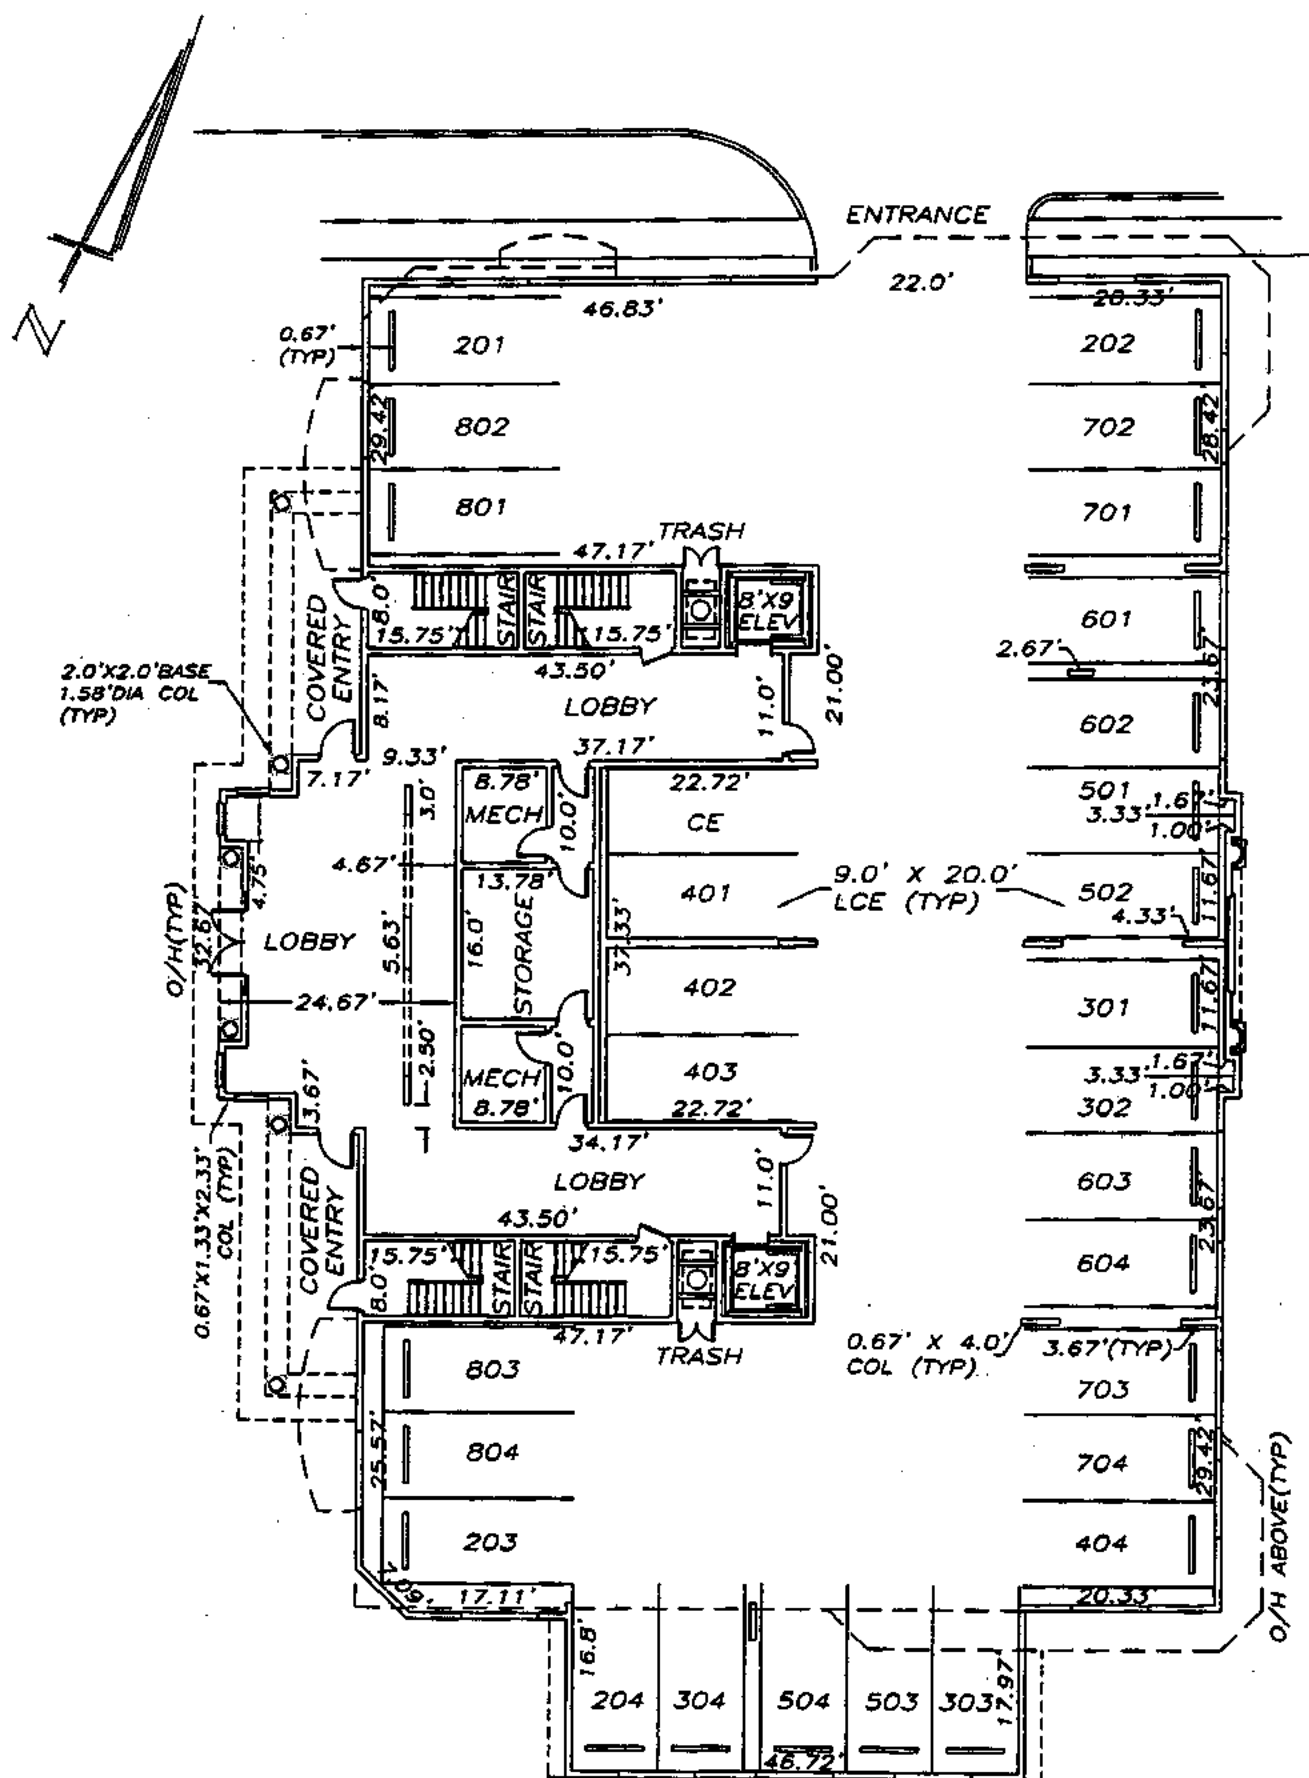 ENTRANCE
22.0'
46.83'
20.33'
0.67'
(TYP)
201
202
802
29.42'
702
28.42'
801
701
TRASH
47.17'
8.0'
STAIR
STAIR
8'X9'
ELEV
15.75'
15.75'
601
COVERED
ENTRY
43.50'
2.67'
23.67'
2.0'X2.0'BASE
1.58'DIA COL
(TYP)
8.17'
LOBBY
11.0'
21.00'
602
9.33'
37.17'
7.17'
8.78'
MECH
10.0'
22.72'
CE
501
1.67'
3.33'
1.00'
3.0'
4.67'
13.78'
4.75'
401
9.0' X 20.0'
LCE (TYP)
502
11.67'
4.33'
O/H(TYP)
32.67'
LOBBY
5.63'
16.0'
STORAGE
37.33'
24.67'
402
301
11.67'
2.50'
MECH
8.78'
10.0'
403
22.72'
1.67'
3.33'
1.00'
302
3.67'
34.17'
0.67'X1.33'X2.33'
COL (TYP)
COVERED
ENTRY
LOBBY
11.0'
21.00'
603
23.67'
43.50'
15.75'
STAIR
STAIR
15.75'
8.0'
8'X9'
ELEV
604
47.17'
TRASH
0.67' X 4.0'
COL (TYP)
3.67'(TYP)
803
703
25.57'
804
704
29.42'
203
404
O/H ABOVE(TYP)
17.11'
20.33'
16.8'
204
304
504
503
303
17.97'
46.72'
N